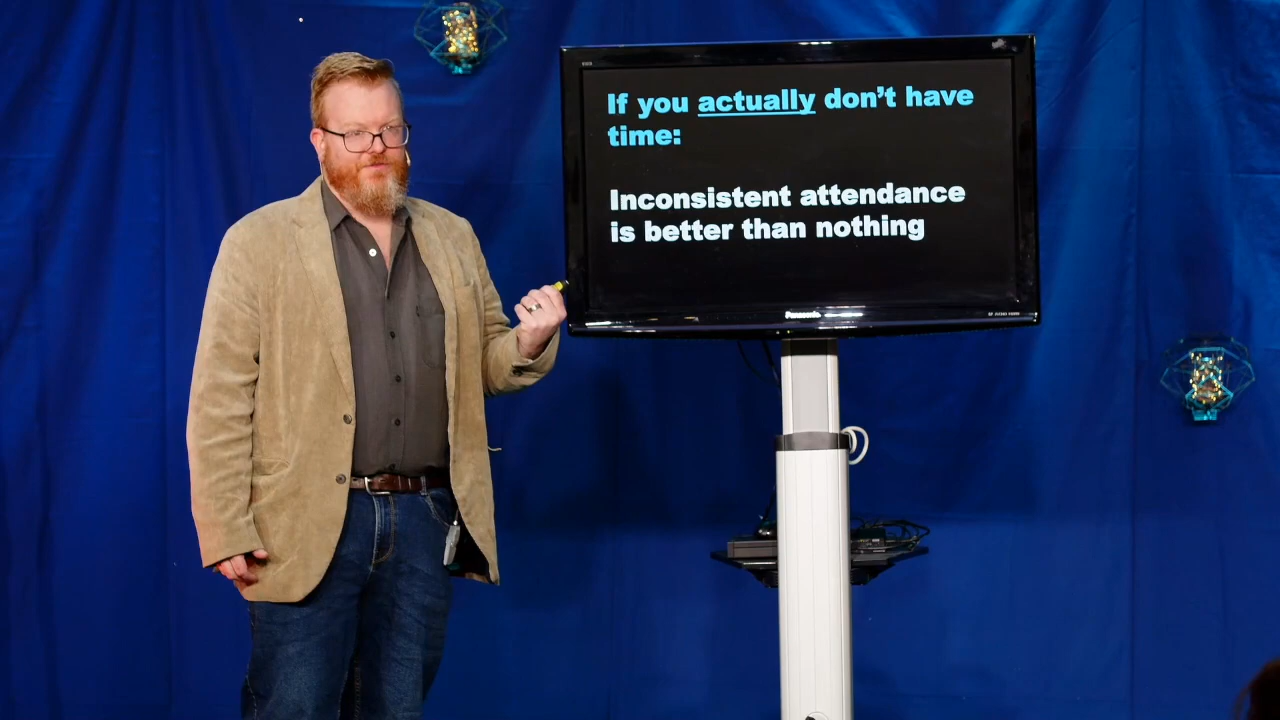 If you actually don’t have
time:
Inconsistent attendance
is better than nothing
Panasonic